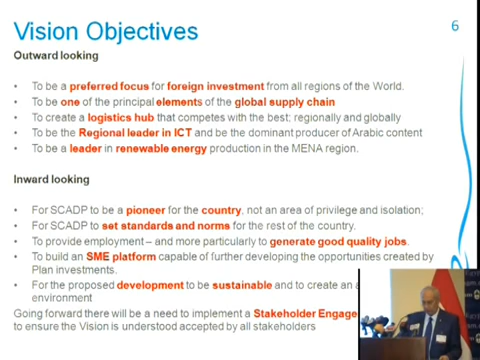 Vision Objectives
6
Outward looking
• To be a preferred focus for foreign investment from all regions of the World.
• To be one of the principal elements of the global supply chain
• To create a logistics hub that competes with the best; regionally and globally
• To be the Regional leader in ICT and be the dominant producer of Arabic content
• To be a leader in renewable energy production in the MENA region.
Inward looking
• For SCADP to be a pioneer for the country, not an area of privilege and isolation;
• For SCADP to set standards and norms for the rest of the country.
• To provide employment – and more particularly to generate good quality jobs.
• To build an SME platform capable of further developing the opportunities created by
Plan investments.
• For the proposed development to be sustainable and to create an
environment
Going forward there will be a need to implement a Stakeholder
to ensure the Vision is understood accepted by all stakeholders